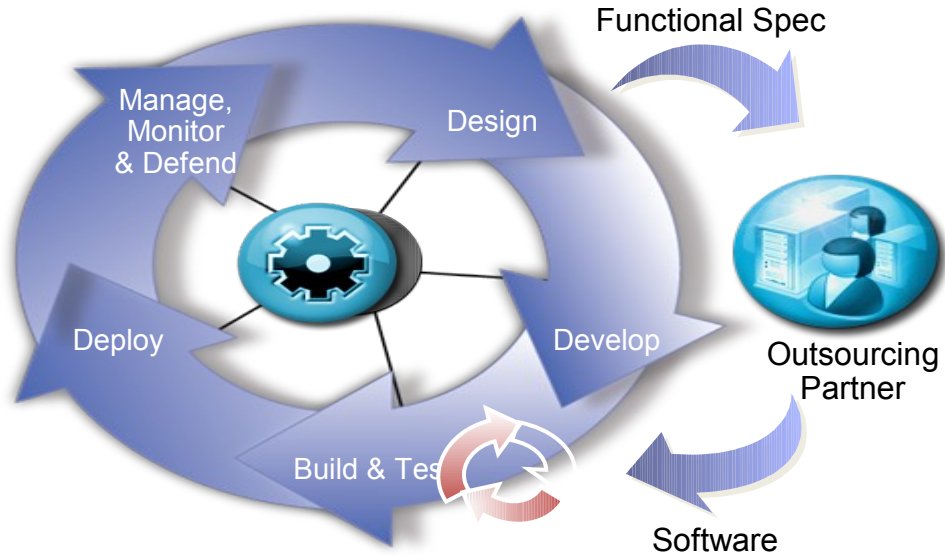 Functional Spec
Manage,
Monitor
& Defend
Design
Deploy
Develop
Outsourcing
Partner
Build & Tes
Software